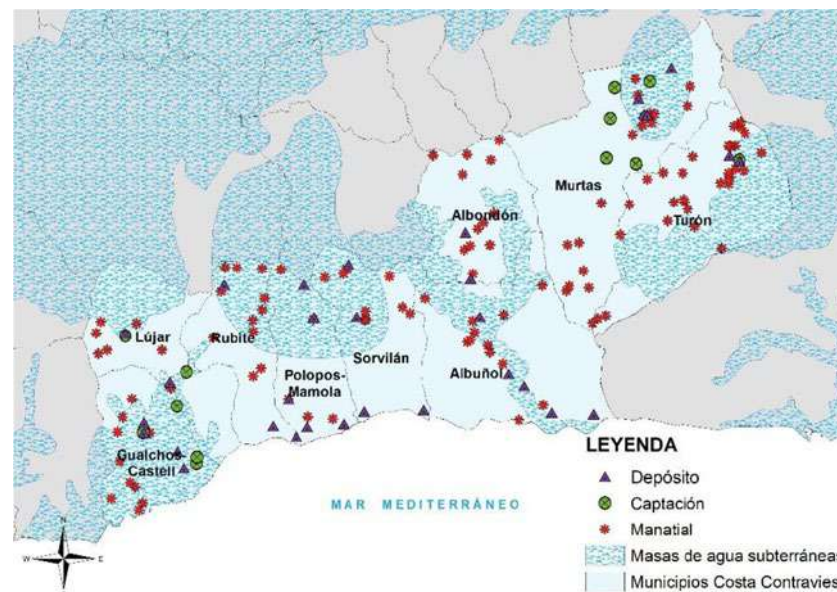 Murtas
Albondón
Turón
Lújar
Rubite
Sorvilán
Polopos-
Mamola
Albuñol
Gualchos-
Castell
MAR MEDITERRÁNEO
N
W E
S
LEYENDA
Depósito
Captación
Manatial
Masas de agua subterráneas
Municipios Costa Contravies